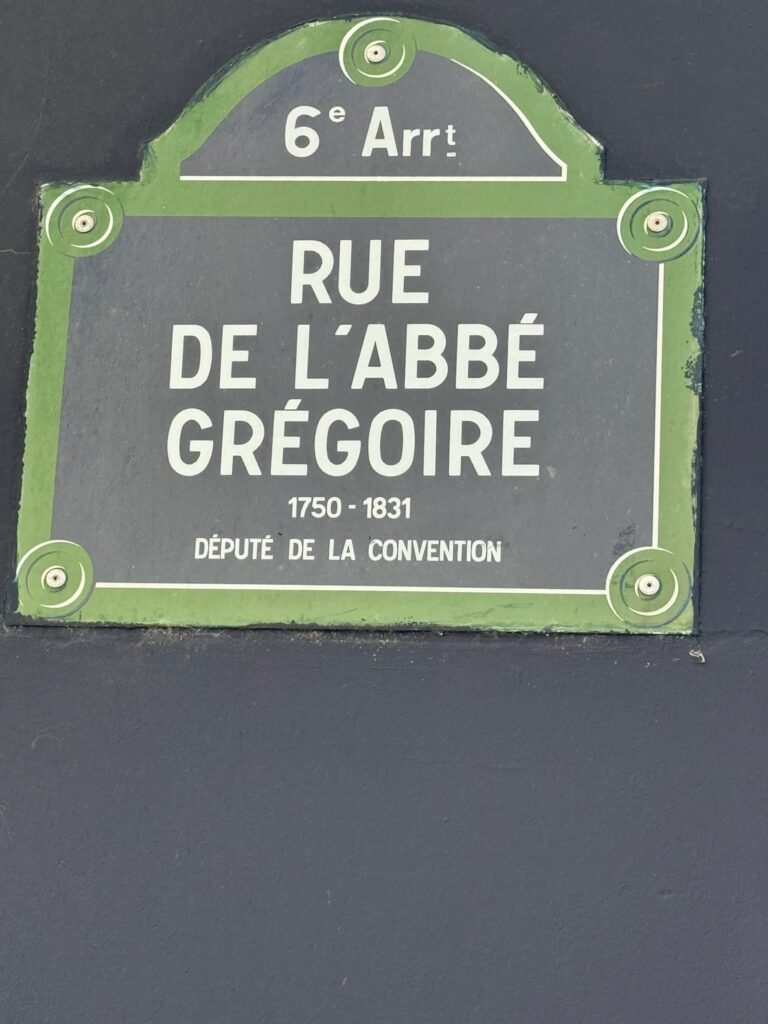 6e Arrt
RUE
DE L'ABBÉ
GRÉGOIRE
1750 - 1831
DÉPUTÉ DE LA CONVENTION